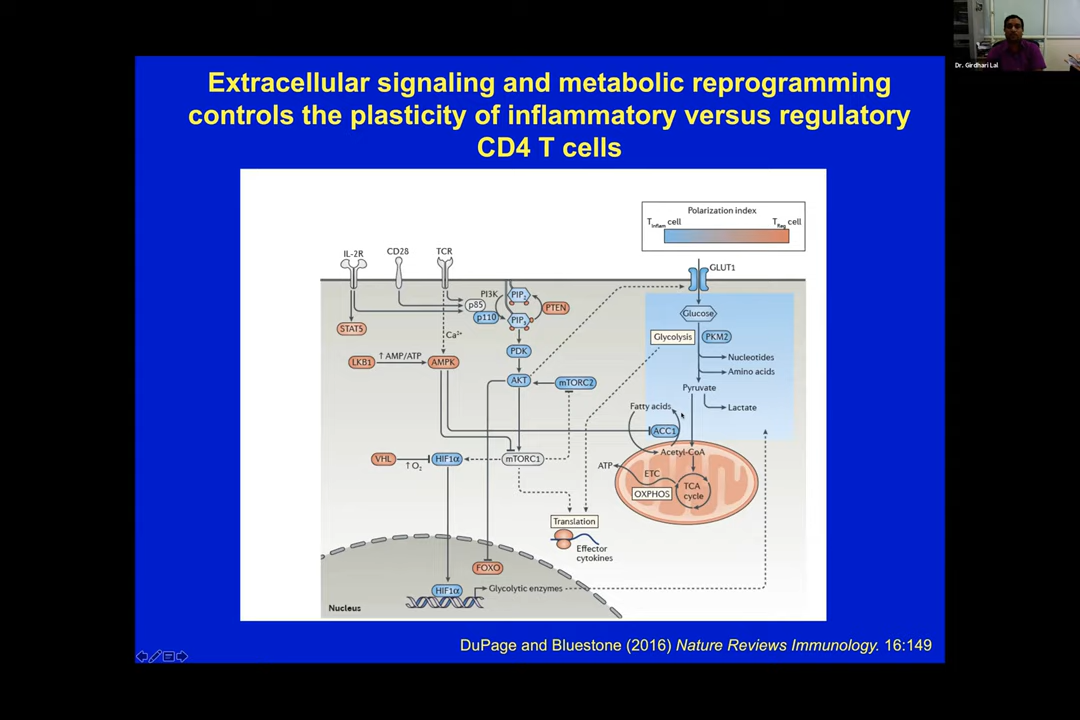 Dr. Girdhari Lal
Extracellular signaling and metabolic reprogramming
controls the plasticity of inflammatory versus regulatory
CD4 T cells
Polarization index
TInflam cell
TReg cell
IL-2R
CD28
TCR
GLUT1
PI3K
PIP2
p85
PTEN
p110
PIP3
Glucose
STAT5
Ca2+
Glycolysis
PKM2
PDK
LKB1
↑ AMP/ATP
AMPK
Nucleotides
Amino acids
AKT
mTORC2
Pyruvate
Fatty acids
Lactate
ACC1
Acetyl-CoA
VHL
↑ O2
HIF1α
mTORC1
ATP
ETC
OXPHOS
TCA
cycle
Translation
Effector
cytokines
FOXO
HIF1α
Glycolytic enzymes
Nucleus
DuPage and Bluestone (2016) Nature Reviews Immunology. 16:149